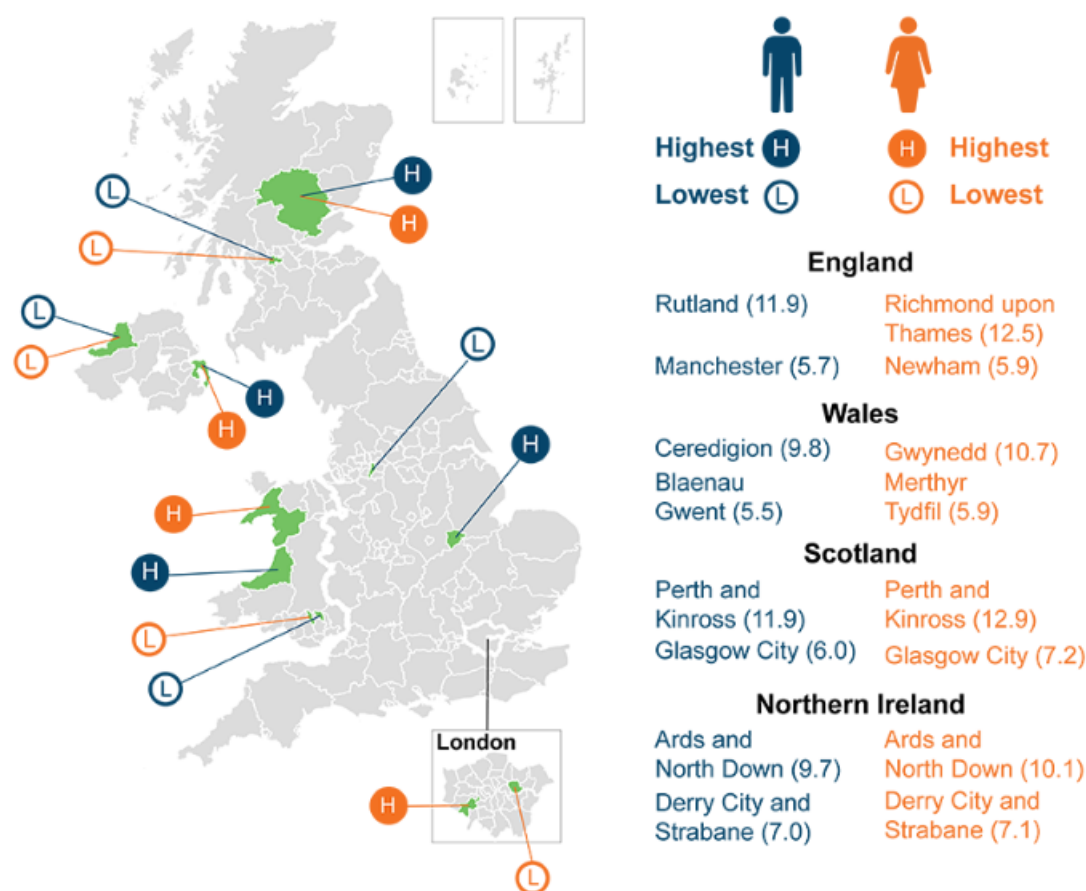 H
Highest H
H Highest
Lowest L
L Lowest
L
H
L
H
L
L
L
H
H
H
H
H
L
L
London
H
L
England
Rutland (11.9)
Richmond upon
Thames (12.5)
Manchester (5.7)
Newham (5.9)
Wales
Ceredigion (9.8)
Gwynedd (10.7)
Blaenau
Gwent (5.5)
Merthyr
Tydfil (5.9)
Scotland
Perth and
Kinross (11.9)
Perth and
Kinross (12.9)
Glasgow City (6.0)
Glasgow City (7.2)
Northern Ireland
Ards and
North Down (9.7)
Ards and
North Down (10.1)
Derry City and
Strabane (7.0)
Derry City and
Strabane (7.1)